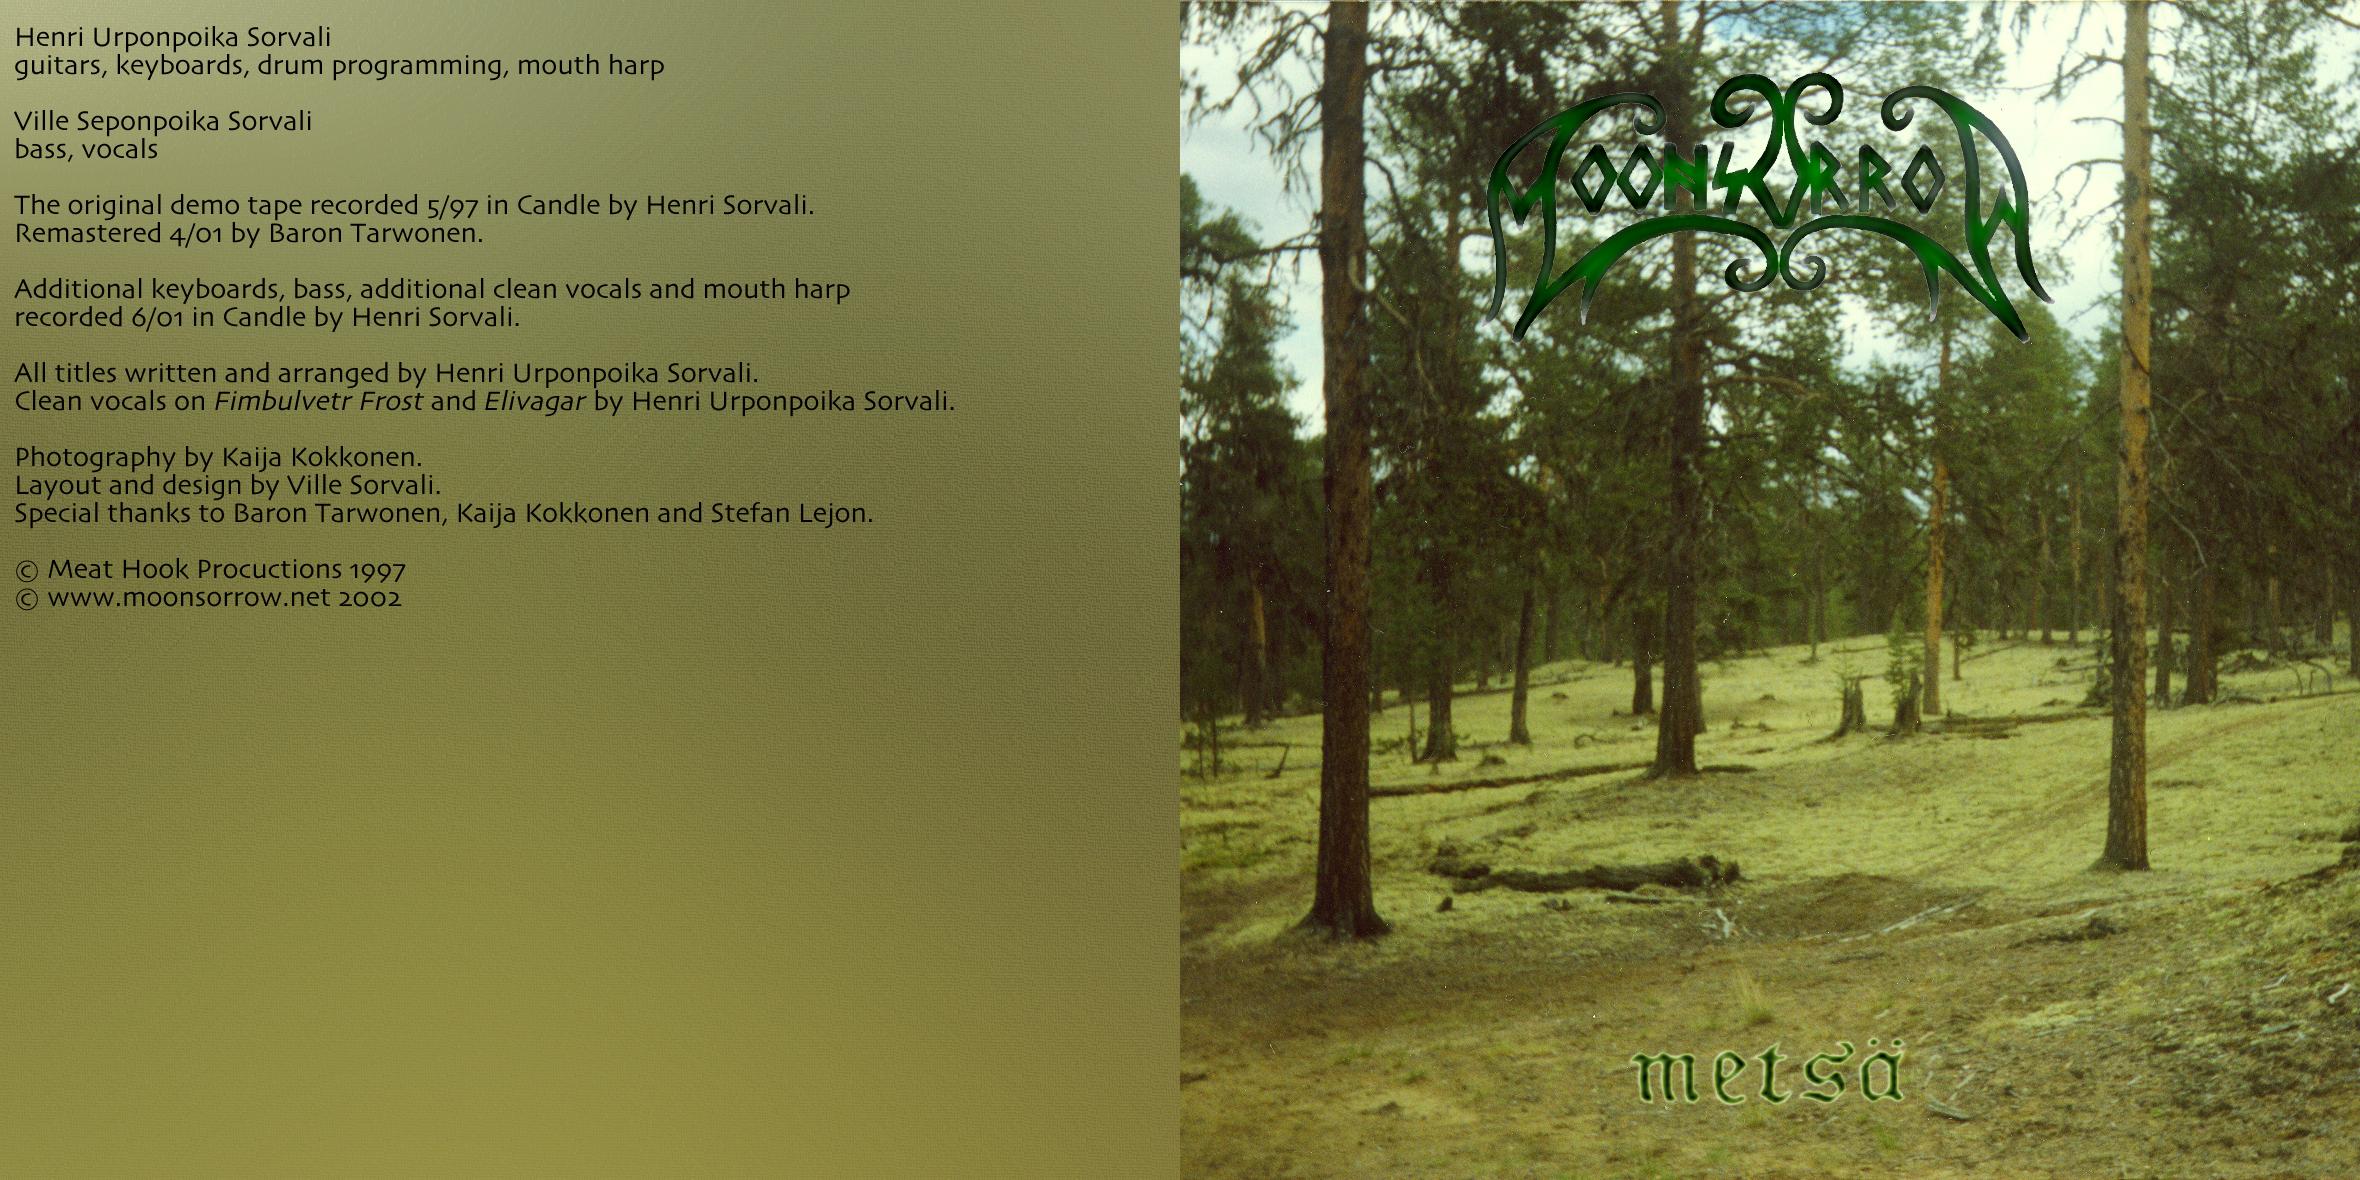 Henri Urponpoika Sorvali
guitars, keyboards, drum programming, mouth harp
Ville Seponpoika Sorvali
bass, vocals
The original demo tape recorded 5/97 in Candle by Henri Sorvali.
Remastered 4/01 by Baron Tarwonen.
Additional keyboards, bass, additional clean vocals and mouth harp
recorded 6/01 in Candle by Henri Sorvali.
All titles written and arranged by Henri Urponpoika Sorvali.
Clean vocals on Fimbulvetr Frost and Elivagar by Henri Urponpoika Sorvali.
Photography by Kaija Kokkonen.
Layout and design by Ville Sorvali.
Special thanks to Baron Tarwonen, Kaija Kokkonen and Stefan Lejon.
© Meat Hook Procuctions 1997
© www.moonsorrow.net 2002
MOONSORROW
metsä